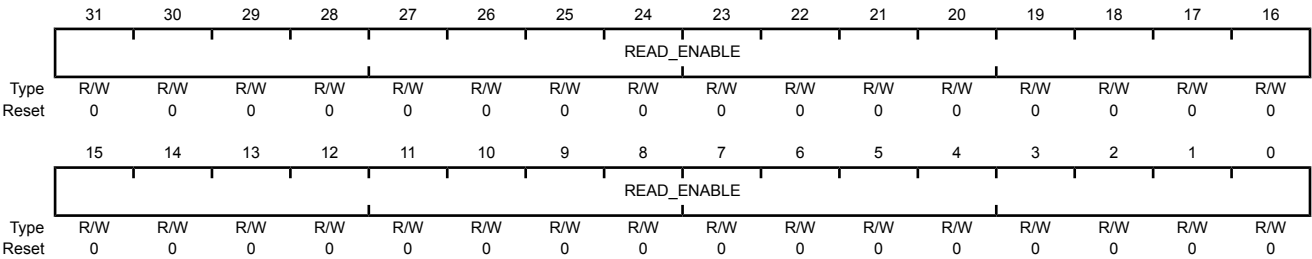 31 30 29 28 27 26 25 24 23 22 21 20 19 18 17 16
READ_ENABLE
Type R/W R/W R/W R/W R/W R/W R/W R/W R/W R/W R/W R/W R/W R/W R/W R/W
Reset 0 0 0 0 0 0 0 0 0 0 0 0 0 0 0 0
15 14 13 12 11 10 9 8 7 6 5 4 3 2 1 0
READ_ENABLE
Type R/W R/W R/W R/W R/W R/W R/W R/W R/W R/W R/W R/W R/W R/W R/W R/W
Reset 0 0 0 0 0 0 0 0 0 0 0 0 0 0 0 0